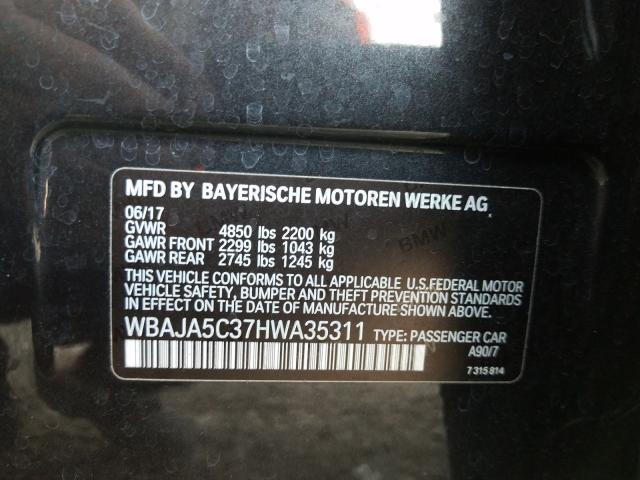 MFD BY BAYERISCHE MOTOREN WERKE AG
06/17
GVWR 4850 lbs 2200 kg
GAWR FRONT 2299 lbs 1043 kg
GAWR REAR 2745 lbs 1245 kg
THIS VEHICLE CONFORMS TO ALL APPLICABLE U.S.FEDERAL MOTOR
VEHICLE SAFETY, BUMPER AND THEFT PREVENTION STANDARDS
IN EFFECT ON THE DATE OF MANUFACTURE SHOWN ABOVE.
WBAJA5C37HWA35311 TYPE: PASSENGER CAR
A90/7
7 315 814
BMW